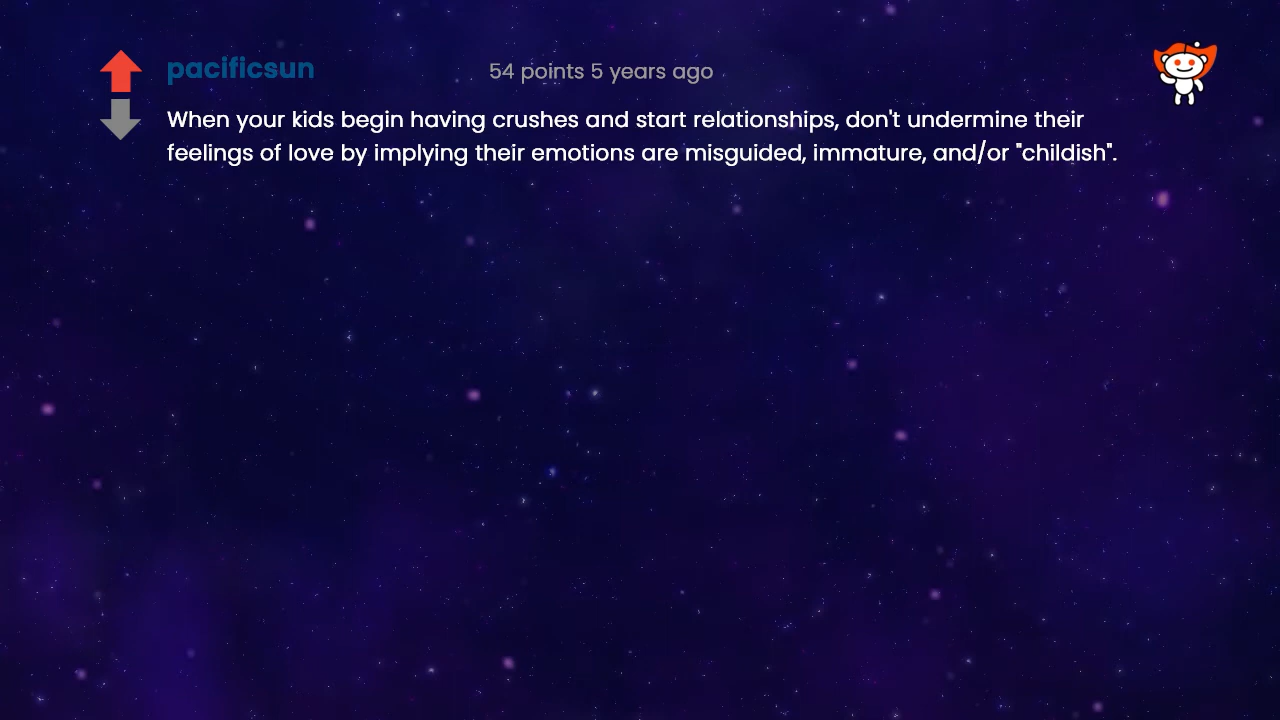 pacificsun 54 points 5 years ago
When your kids begin having crushes and start relationships, don't undermine their
feelings of love by implying their emotions are misguided, immature, and/or "childish".